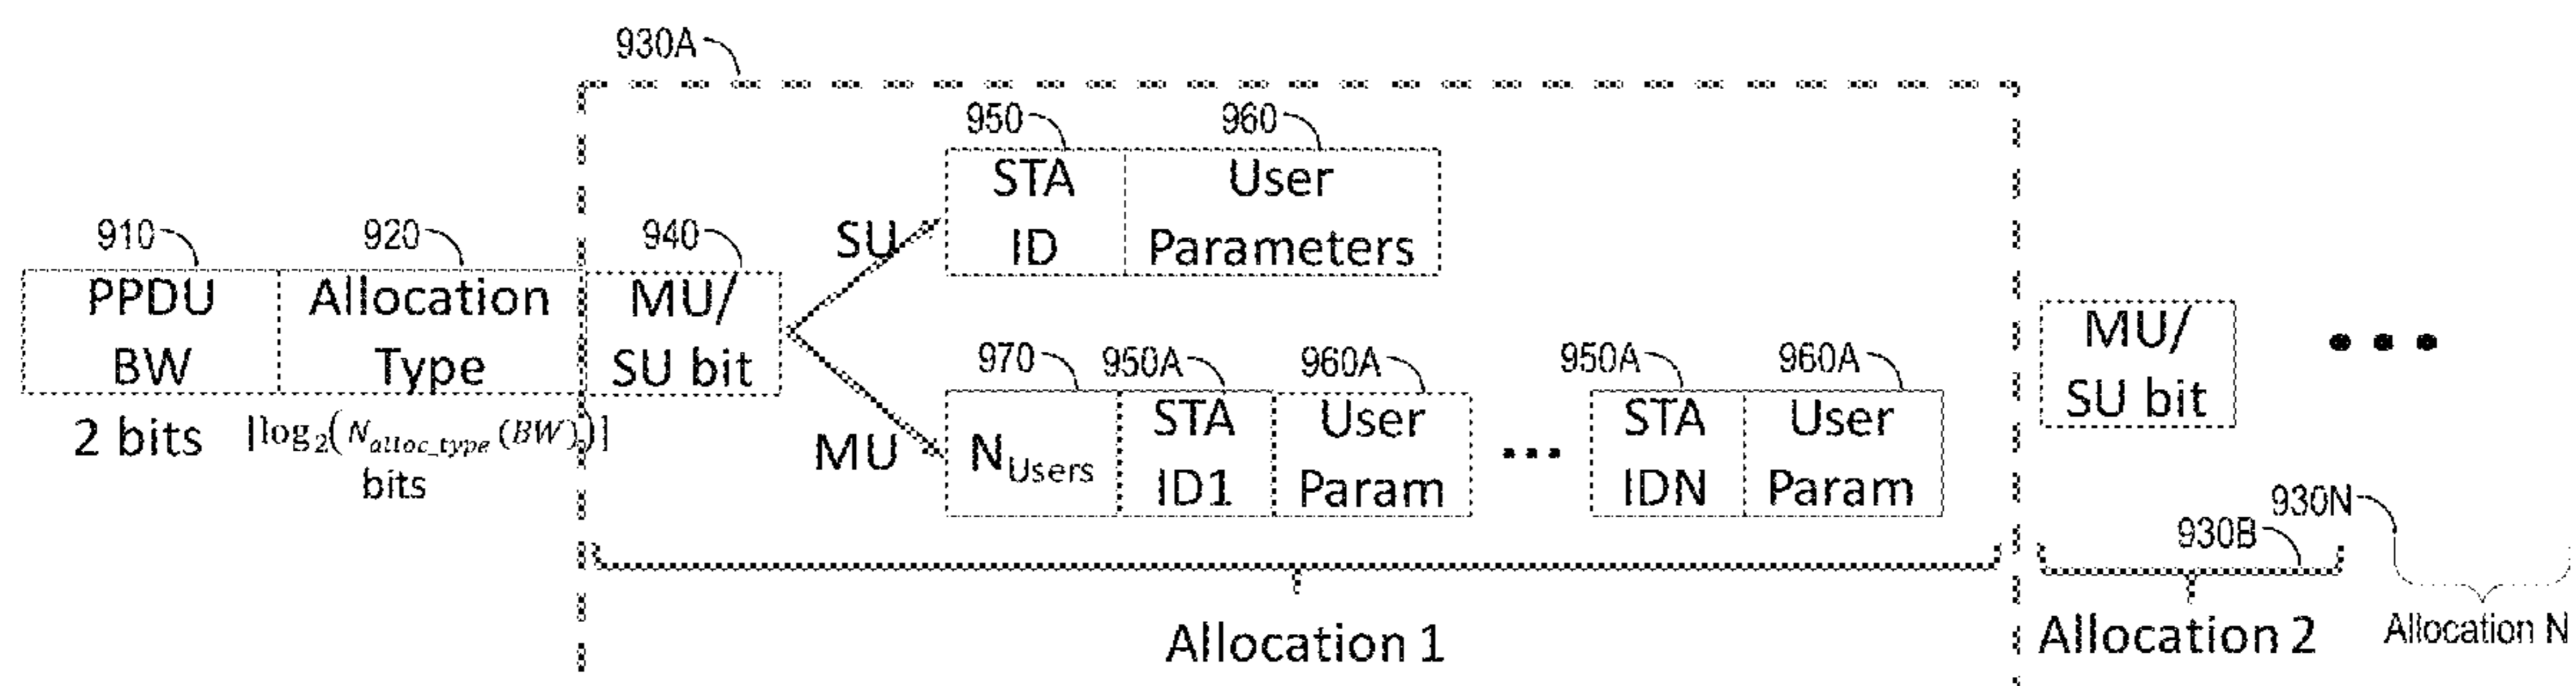 930A
950
960
STA
ID
User
Parameters
SU
910
920
940
PPDU
BW
Allocation
Type
MU/
SU bit
2 bits
⌈log₂(N_alloc_type (BW))⌉
bits
MU
970
950A
960A
950A
960A
N_Users
STA
ID1
User
Param
...
STA
IDN
User
Param
MU/
SU bit
...
930N
930B
Allocation 1
Allocation 2
Allocation N